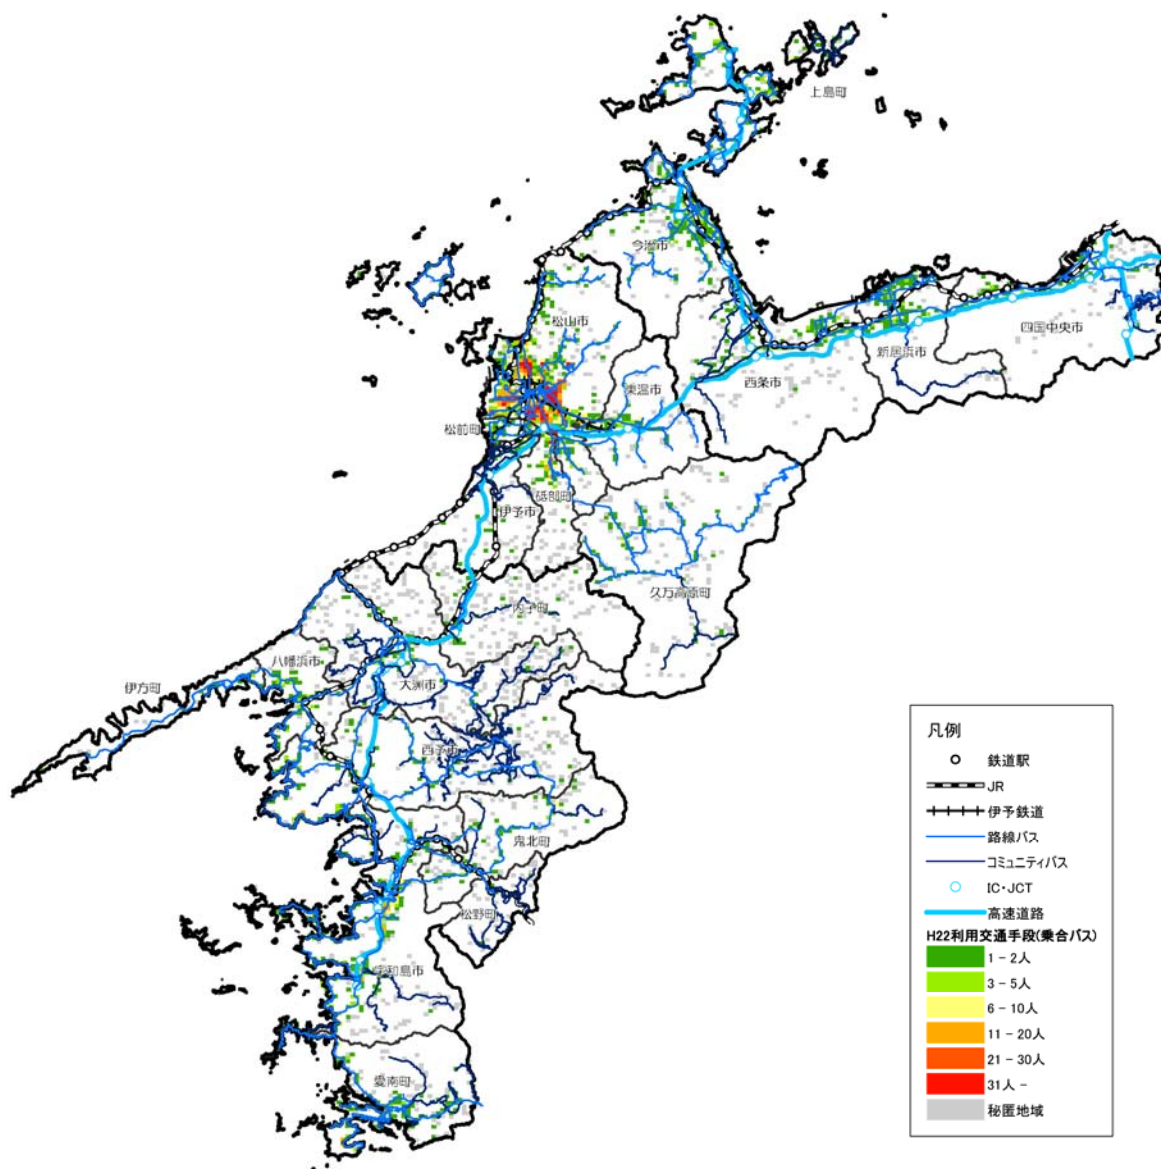 上島町
今治市
松山市
四国中央市
新居浜市
西条市
東温市
松前町
砥部町
伊予市
久万高原町
内子町
八幡浜市
大洲市
伊方町
西予市
鬼北町
松野町
宇和島市
愛南町
凡例
鉄道駅
JR
伊予鉄道
路線バス
コミュニティバス
IC・JCT
高速道路
H22利用交通手段(乗合バス)
1 - 2人
3 - 5人
6 - 10人
11 - 20人
21 - 30人
31人 -
秘匿地域